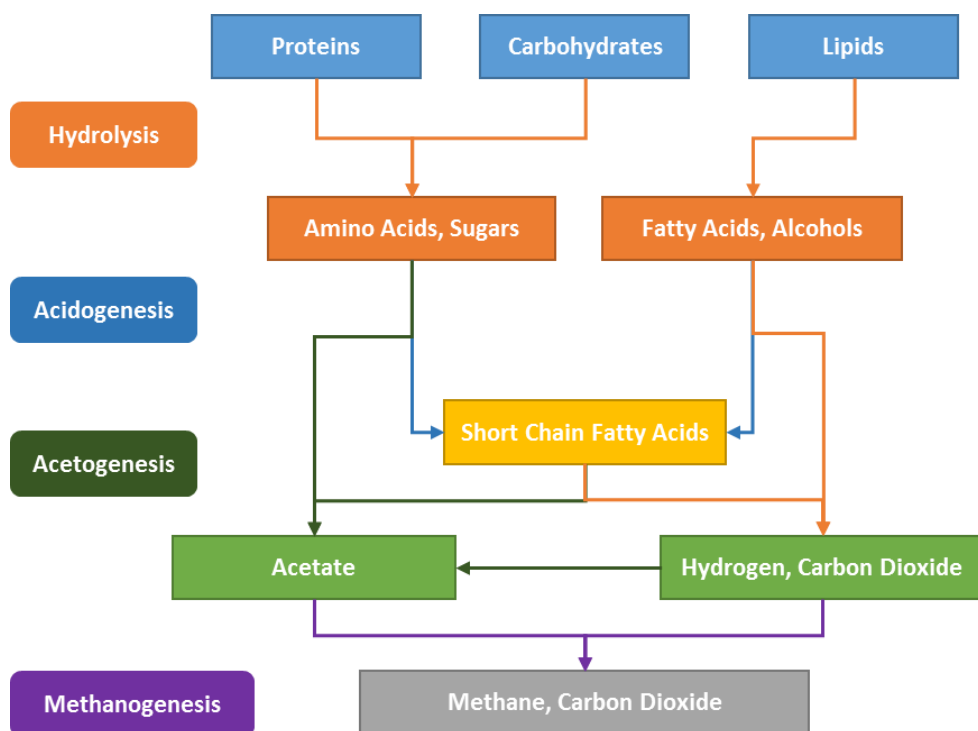 Proteins
Carbohydrates
Lipids
Hydrolysis
Amino Acids, Sugars
Fatty Acids, Alcohols
Acidogenesis
Short Chain Fatty Acids
Acetogenesis
Acetate
Hydrogen, Carbon Dioxide
Methanogenesis
Methane, Carbon Dioxide